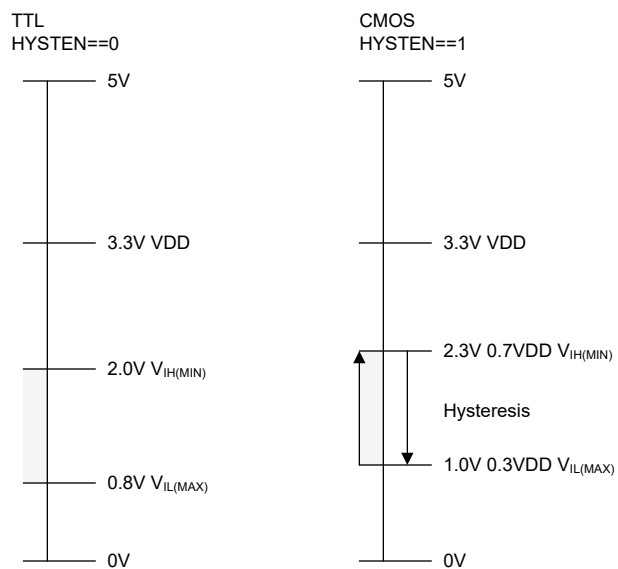 TTL
HYSTEN==0
5V
3.3V VDD
2.0V VIH(MIN)
0.8V VIL(MAX)
0V
CMOS
HYSTEN==1
5V
3.3V VDD
2.3V 0.7VDD VIH(MIN)
Hysteresis
1.0V 0.3VDD VIL(MAX)
0V